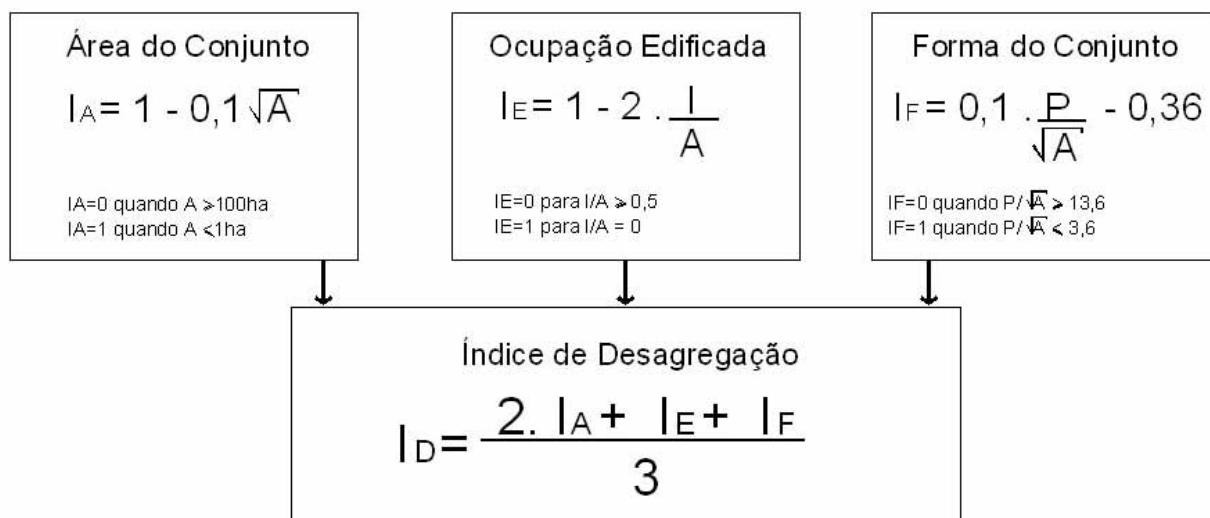 Área do Conjunto
IA= 1 - 0,1√A
IA=0 quando A ⩾100ha
IA=1 quando A <1ha
Ocupação Edificada
IE= 1 - 2 . I/A
IE=0 para I/A ⩾ 0,5
IE=1 para I/A = 0
Forma do Conjunto
IF= 0,1 . P/√A - 0,36
IF=0 quando P/√A ⩾ 13,6
IF=1 quando P/√A < 3,6
Índice de Desagregação
ID= 2. IA + IE + IF / 3